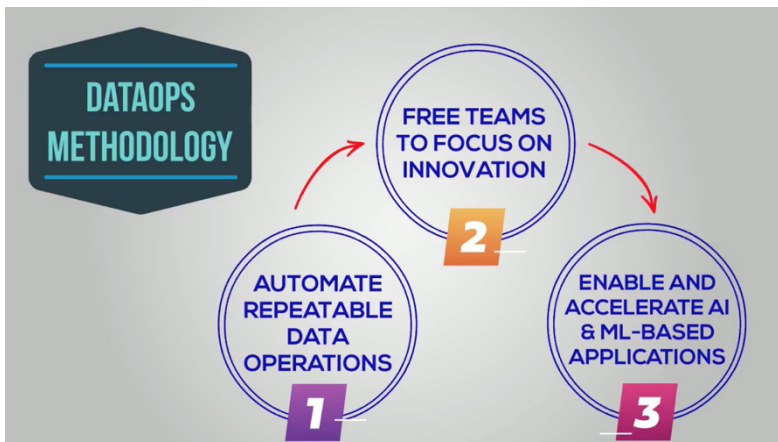 DATAOPS
METHODOLOGY
AUTOMATE
REPEATABLE
DATA
OPERATIONS
1
FREE TEAMS
TO FOCUS ON
INNOVATION
2
ENABLE AND
ACCELERATE AI
& ML-BASED
APPLICATIONS
3